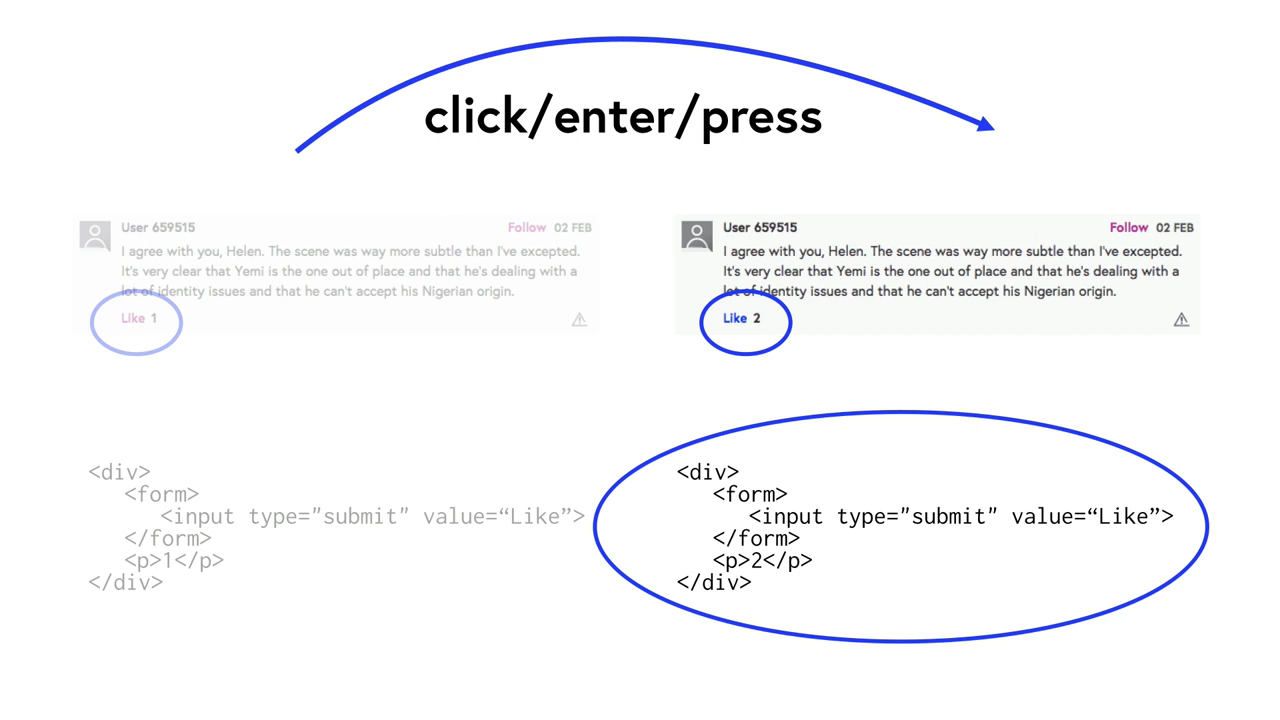 click/enter/press
User 659515 Follow 02 FEB
I agree with you, Helen. The scene was way more subtle than I've excepted.
It's very clear that Yemi is the one out of place and that he's dealing with a
lot of identity issues and that he can't accept his Nigerian origin.
Like 1
User 659515 Follow 02 FEB
I agree with you, Helen. The scene was way more subtle than I've excepted.
It's very clear that Yemi is the one out of place and that he's dealing with a
lot of identity issues and that he can't accept his Nigerian origin.
Like 2
<div>
<form>
<input type="submit" value=“Like”>
</form>
<p>1</p>
</div>
<div>
<form>
<input type="submit" value=“Like”>
</form>
<p>2</p>
</div>